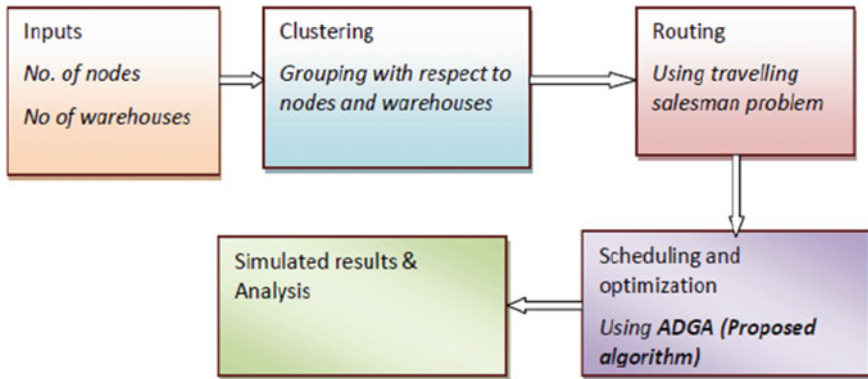 Inputs
No. of nodes
No of warehouses
Clustering
Grouping with respect to
nodes and warehouses
Routing
Using travelling
salesman problem
Scheduling and
optimization
Using ADGA (Proposed
algorithm)
Simulated results &
Analysis